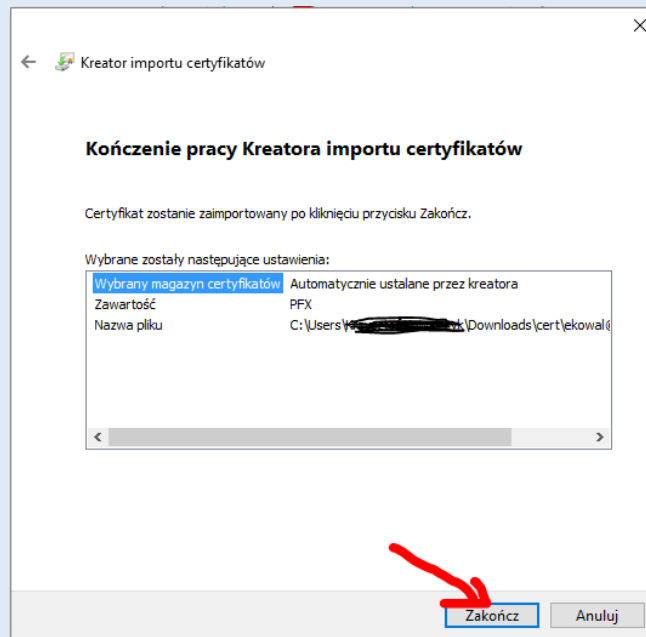 Kreator importu certyfikatów
Kończenie pracy Kreatora importu certyfikatów
Certyfikat zostanie zaimportowany po kliknięciu przycisku Zakończ.
Wybrane zostały następujące ustawienia:
Wybrany magazyn certyfikatów Automatycznie ustalane przez kreatora
Zawartość PFX
Nazwa pliku C:\Users\ \Downloads\cert\ekowal@
Zakończ Anuluj